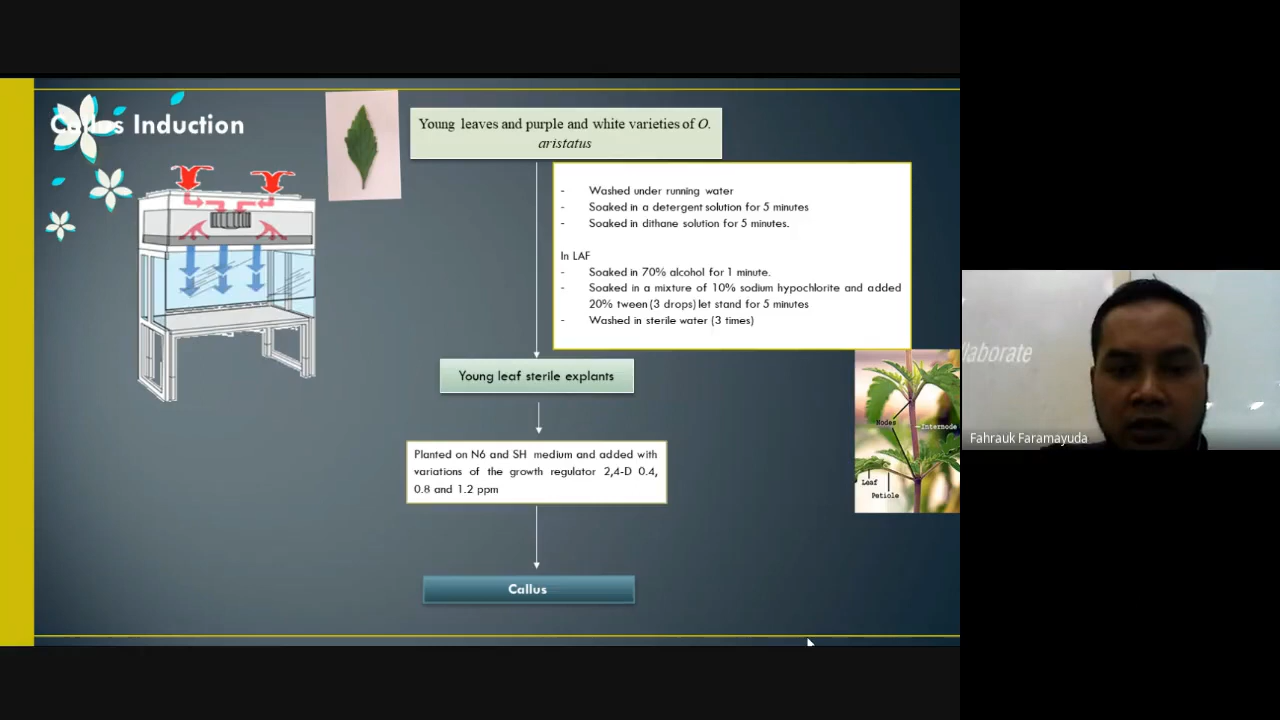 Callus Induction
Young leaves and purple and white varieties of O.
aristatus
- Washed under running water
- Soaked in a detergent solution for 5 minutes
- Soaked in dithane solution for 5 minutes.
In LAF
- Soaked in 70% alcohol for 1 minute.
- Soaked in a mixture of 10% sodium hypochlorite and added
20% tween (3 drops) let stand for 5 minutes
- Washed in sterile water (3 times)
Young leaf sterile explants
Planted on N6 and SH medium and added with
variations of the growth regulator 2,4-D 0.4,
0.8 and 1.2 ppm
Callus
Nodes
Internode
Leaf
Petiole
laborate
Fahrauk Faramayuda